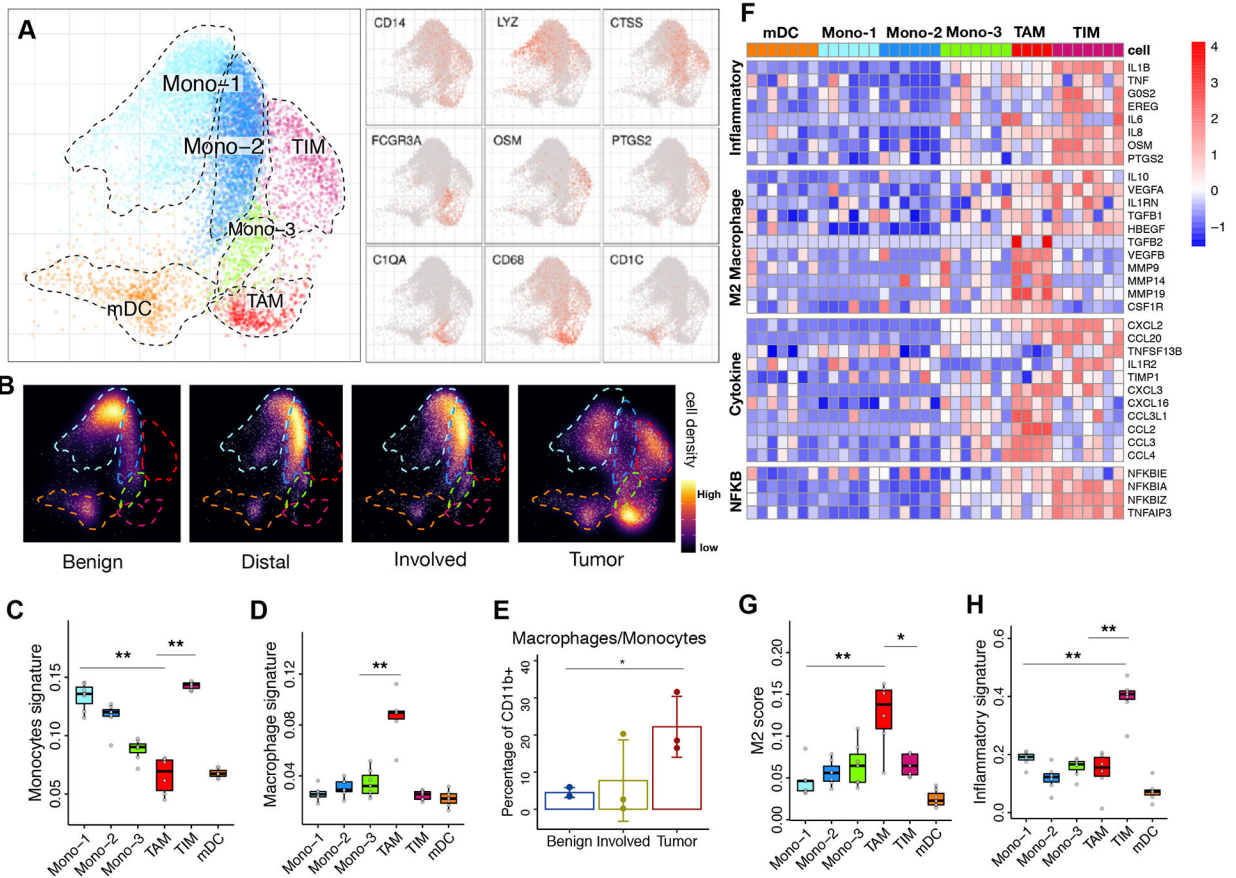 A
Mono-1
Mono-2
TIM
Mono-3
mDC
TAM
CD14
LYZ
CTSS
FCGR3A
OSM
PTGS2
C1QA
CD68
CD1C
B
Benign
Distal
Involved
Tumor
cell density
High
low
C
Monocytes signature
0.15
0.10
0.05
**
**
Mono-1
Mono-2
Mono-3
TAM
TIM
mDC
D
Macrophage signature
0.12
0.08
0.04
**
Mono-1
Mono-2
Mono-3
TAM
TIM
mDC
E
Macrophages/Monocytes
Percentage of CD11b+
40
30
20
10
0
*
Benign Involved Tumor
F
mDC Mono-1 Mono-2 Mono-3 TAM TIM
cell
Inflammatory
IL1B
TNF
G0S2
EREG
IL6
IL8
OSM
PTGS2
M2 Macrophage
IL10
VEGFA
IL1RN
TGFB1
HBEGF
TGFB2
VEGFB
MMP9
MMP14
MMP19
CSF1R
Cytokine
CXCL2
CCL20
TNFSF13B
IL1R2
TIMP1
CXCL3
CXCL16
CCL3L1
CCL2
CCL3
CCL4
NFKB
NFKBIE
NFKBIA
NFKBIZ
TNFAIP3
4
3
2
1
0
-1
G
M2 score
0.20
0.15
0.10
0.05
0.00
**
*
Mono-1
Mono-2
Mono-3
TAM
TIM
mDC
H
Inflammatory signature
0.6
0.4
0.2
0.0
**
**
Mono-1
Mono-2
Mono-3
TAM
TIM
mDC